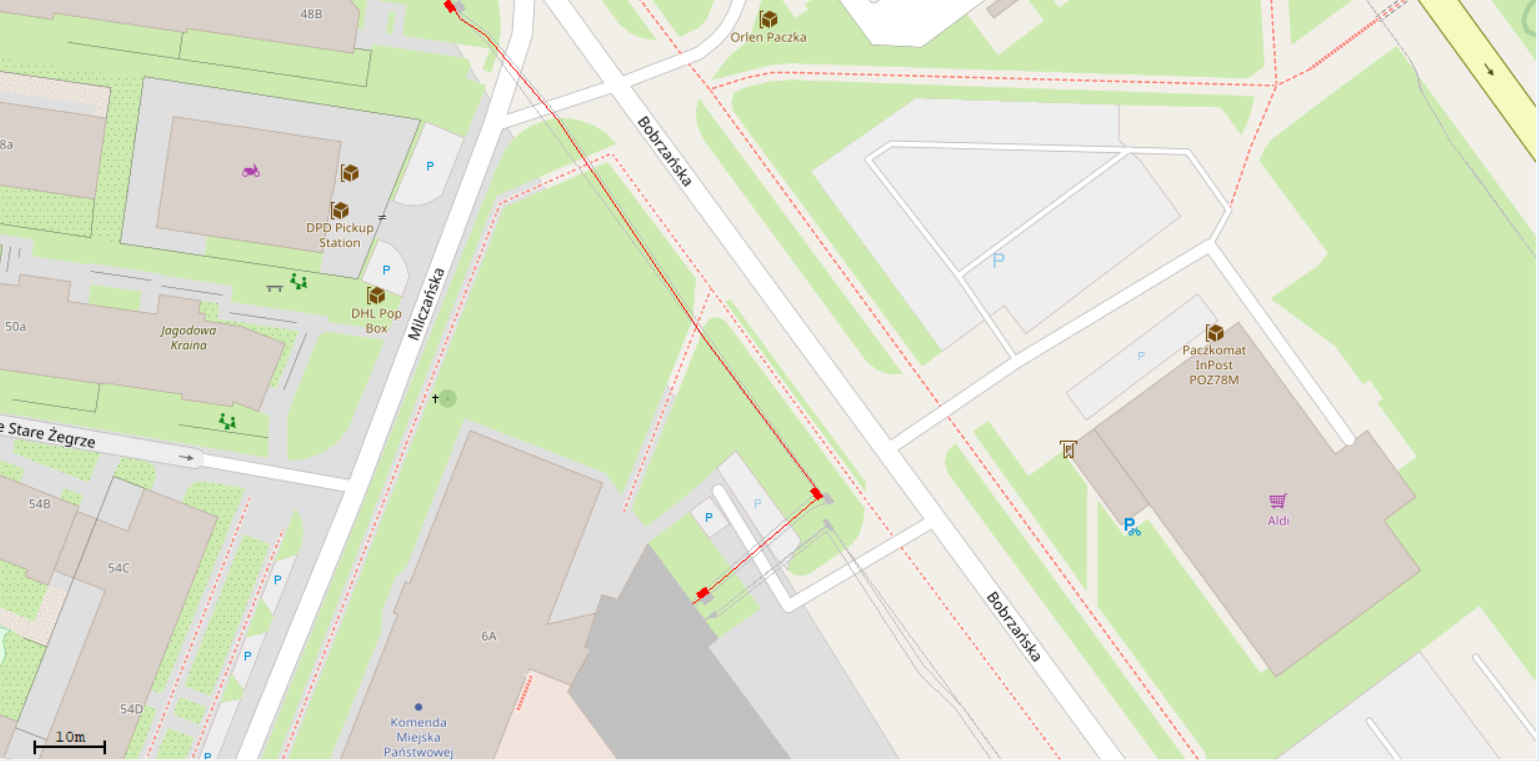 48B
Orlen Paczka
8a
P
Bobrzańska
DPD Pickup
Station
P
P
DHL Pop
Box
Milczańska
50a
Jagodowa
Kraina
P
Paczkomat
InPost
POZ78M
e Stare Żegrze
54B
P
P
Aldi
54C
P
6A
Bobrzańska
P
54D
Komenda
Miejska
Państwowej
10m
P
P